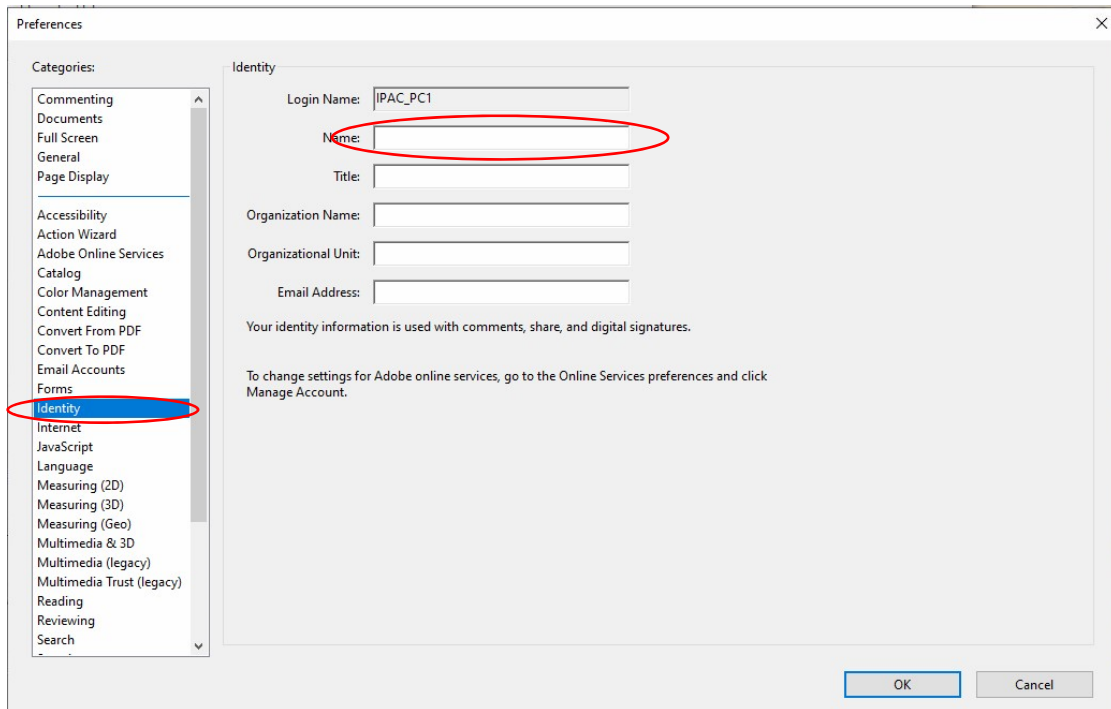 Preferences
Categories:
Commenting
Documents
Full Screen
General
Page Display
Accessibility
Action Wizard
Adobe Online Services
Catalog
Color Management
Content Editing
Convert From PDF
Convert To PDF
Email Accounts
Forms
Identity
Internet
JavaScript
Language
Measuring (2D)
Measuring (3D)
Measuring (Geo)
Multimedia & 3D
Multimedia (legacy)
Multimedia Trust (legacy)
Reading
Reviewing
Search
Identity
Login Name: IPAC_PC1
Name:
Title:
Organization Name:
Organizational Unit:
Email Address:
Your identity information is used with comments, share, and digital signatures.
To change settings for Adobe online services, go to the Online Services preferences and click
Manage Account.
OK Cancel